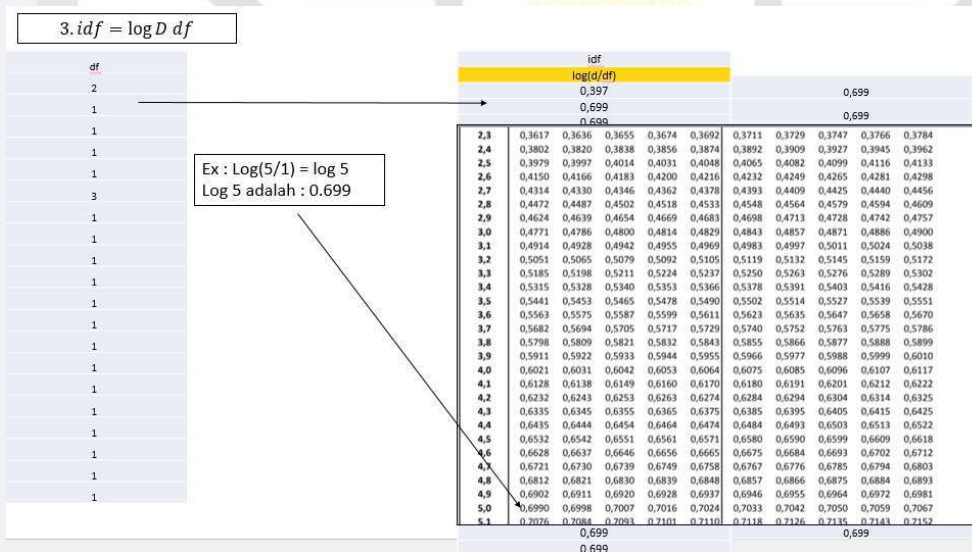 3. idf = log D df
df
2
1
1
1
1
3
1
1
1
1
1
1
1
1
1
1
1
1
1
1
Ex : Log(5/1) = log 5
Log 5 adalah : 0.699
idf
log(d/df)
0,397
0,699
0,699
0,699
0,699
2,3 0,3617 0,3636 0,3655 0,3674 0,3692 0,3711 0,3729 0,3747 0,3766 0,3784
2,4 0,3802 0,3820 0,3838 0,3856 0,3874 0,3892 0,3909 0,3927 0,3945 0,3962
2,5 0,3979 0,3997 0,4014 0,4031 0,4048 0,4065 0,4082 0,4099 0,4116 0,4133
2,6 0,4150 0,4166 0,4183 0,4200 0,4216 0,4232 0,4249 0,4265 0,4281 0,4298
2,7 0,4314 0,4330 0,4346 0,4362 0,4378 0,4393 0,4409 0,4425 0,4440 0,4456
2,8 0,4472 0,4487 0,4502 0,4518 0,4533 0,4548 0,4564 0,4579 0,4594 0,4609
2,9 0,4624 0,4639 0,4654 0,4669 0,4683 0,4698 0,4713 0,4728 0,4742 0,4757
3,0 0,4771 0,4786 0,4800 0,4814 0,4829 0,4843 0,4857 0,4871 0,4886 0,4900
3,1 0,4914 0,4928 0,4942 0,4955 0,4969 0,4983 0,4997 0,5011 0,5024 0,5038
3,2 0,5051 0,5065 0,5079 0,5092 0,5105 0,5119 0,5132 0,5145 0,5159 0,5172
3,3 0,5185 0,5198 0,5211 0,5224 0,5237 0,5250 0,5263 0,5276 0,5289 0,5302
3,4 0,5315 0,5328 0,5340 0,5353 0,5366 0,5378 0,5391 0,5403 0,5416 0,5428
3,5 0,5441 0,5453 0,5465 0,5478 0,5490 0,5502 0,5514 0,5527 0,5539 0,5551
3,6 0,5563 0,5575 0,5587 0,5599 0,5611 0,5623 0,5635 0,5647 0,5658 0,5670
3,7 0,5682 0,5694 0,5705 0,5717 0,5729 0,5740 0,5752 0,5763 0,5775 0,5786
3,8 0,5798 0,5809 0,5821 0,5832 0,5843 0,5855 0,5866 0,5877 0,5888 0,5899
3,9 0,5911 0,5922 0,5933 0,5944 0,5955 0,5966 0,5977 0,5988 0,5999 0,6010
4,0 0,6021 0,6031 0,6042 0,6053 0,6064 0,6075 0,6085 0,6096 0,6107 0,6117
4,1 0,6128 0,6138 0,6149 0,6160 0,6170 0,6180 0,6191 0,6201 0,6212 0,6222
4,2 0,6232 0,6243 0,6253 0,6263 0,6274 0,6284 0,6294 0,6304 0,6314 0,6325
4,3 0,6335 0,6345 0,6355 0,6365 0,6375 0,6385 0,6395 0,6405 0,6415 0,6425
4,4 0,6435 0,6444 0,6454 0,6464 0,6474 0,6484 0,6493 0,6503 0,6513 0,6522
4,5 0,6532 0,6542 0,6551 0,6561 0,6571 0,6580 0,6590 0,6599 0,6609 0,6618
4,6 0,6628 0,6637 0,6646 0,6656 0,6665 0,6675 0,6684 0,6693 0,6702 0,6712
4,7 0,6721 0,6730 0,6739 0,6749 0,6758 0,6767 0,6776 0,6785 0,6794 0,6803
4,8 0,6812 0,6821 0,6830 0,6839 0,6848 0,6857 0,6866 0,6875 0,6884 0,6893
4,9 0,6902 0,6911 0,6920 0,6928 0,6937 0,6946 0,6955 0,6964 0,6972 0,6981
5,0 0,6990 0,6998 0,7007 0,7016 0,7024 0,7033 0,7042 0,7050 0,7059 0,7067
5,1 0,7076 0,7084 0,7093 0,7101 0,7110 0,7118 0,7126 0,7135 0,7143 0,7152
0,699 0,699
0,699